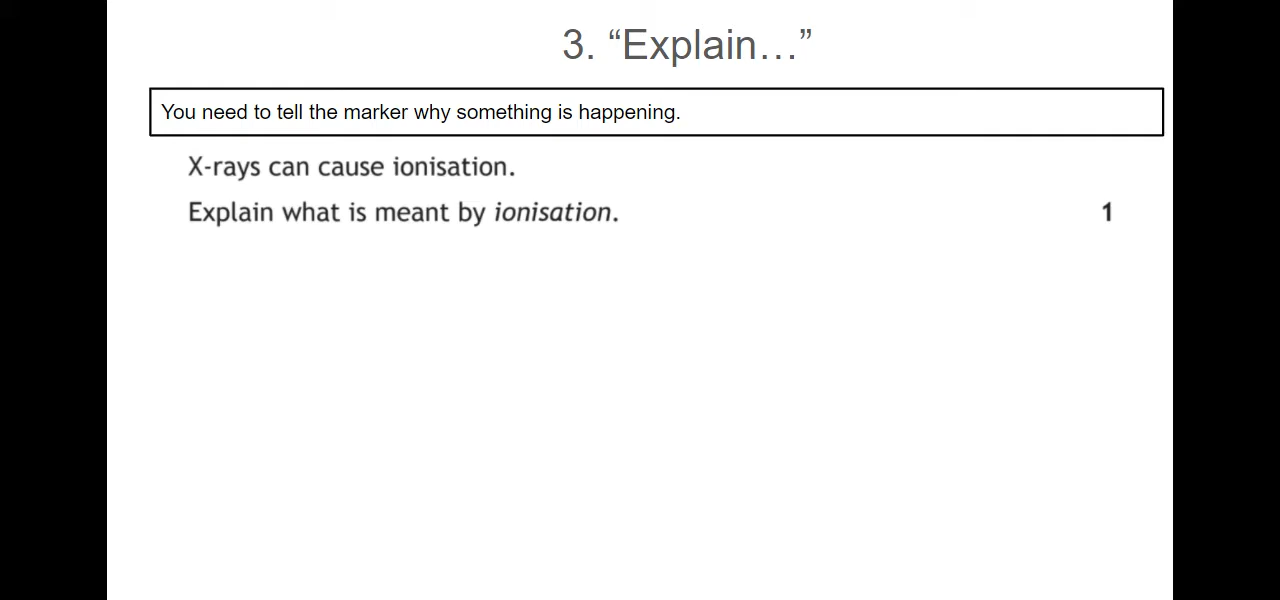 3. “Explain…”
You need to tell the marker why something is happening.
X-rays can cause ionisation.
Explain what is meant by ionisation.
1